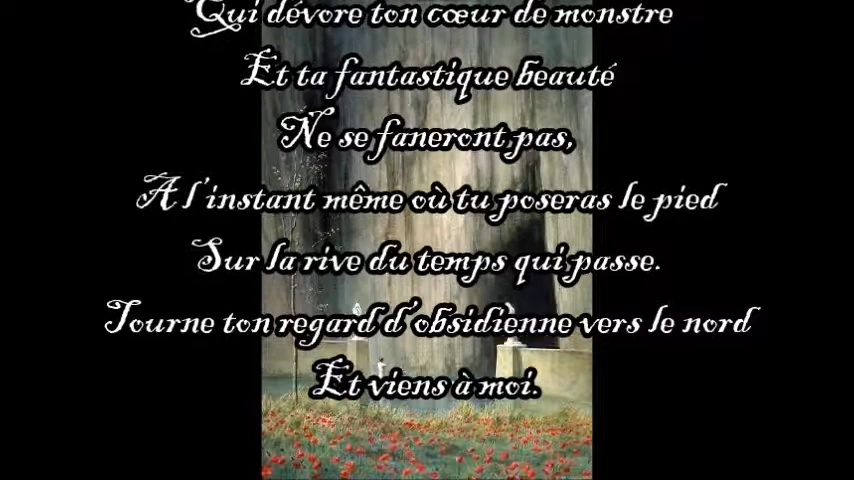 Qui dévore ton cœur de monstre
Et ta fantastique beauté
Ne se faneront pas,
A l'instant même où tu poseras le pied
Sur la rive du temps qui passe.
Tourne ton regard d'obsidienne vers le nord
Et viens à moi.